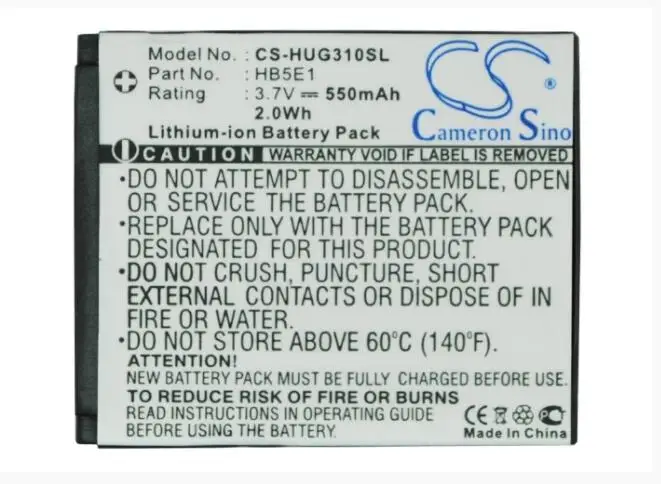 Model No. : CS-HUG310SL
Part No. : HB5E1
Rating : 3.7V ⎓ 550mAh
2.0Wh
Lithium-ion Battery Pack
CS ®
Cameron Sino
CAUTION WARRANTY VOID IF LABEL IS REMOVED
•DO NOT ATTEMPT TO DISASSEMBLE, OPEN
OR SERVICE THE BATTERY PACK.
•REPLACE ONLY WITH THE BATTERY PACK
DESIGNATED FOR THIS PRODUCT.
•DO NOT CRUSH, PUNCTURE, SHORT
EXTERNAL CONTACTS OR DISPOSE OF IN
FIRE OR WATER.
•DO NOT STORE ABOVE 60°C (140°F).
ATTENTION!
NEW BATTERY PACK MUST BE FULLY CHARGED BEFORE USE.
TO REDUCE RISK OF FIRE OR BURNS
READ INSTRUCTIONS IN OPERATING GUIDE
BEFORE USING THIS BATTERY.
CE
Made In China